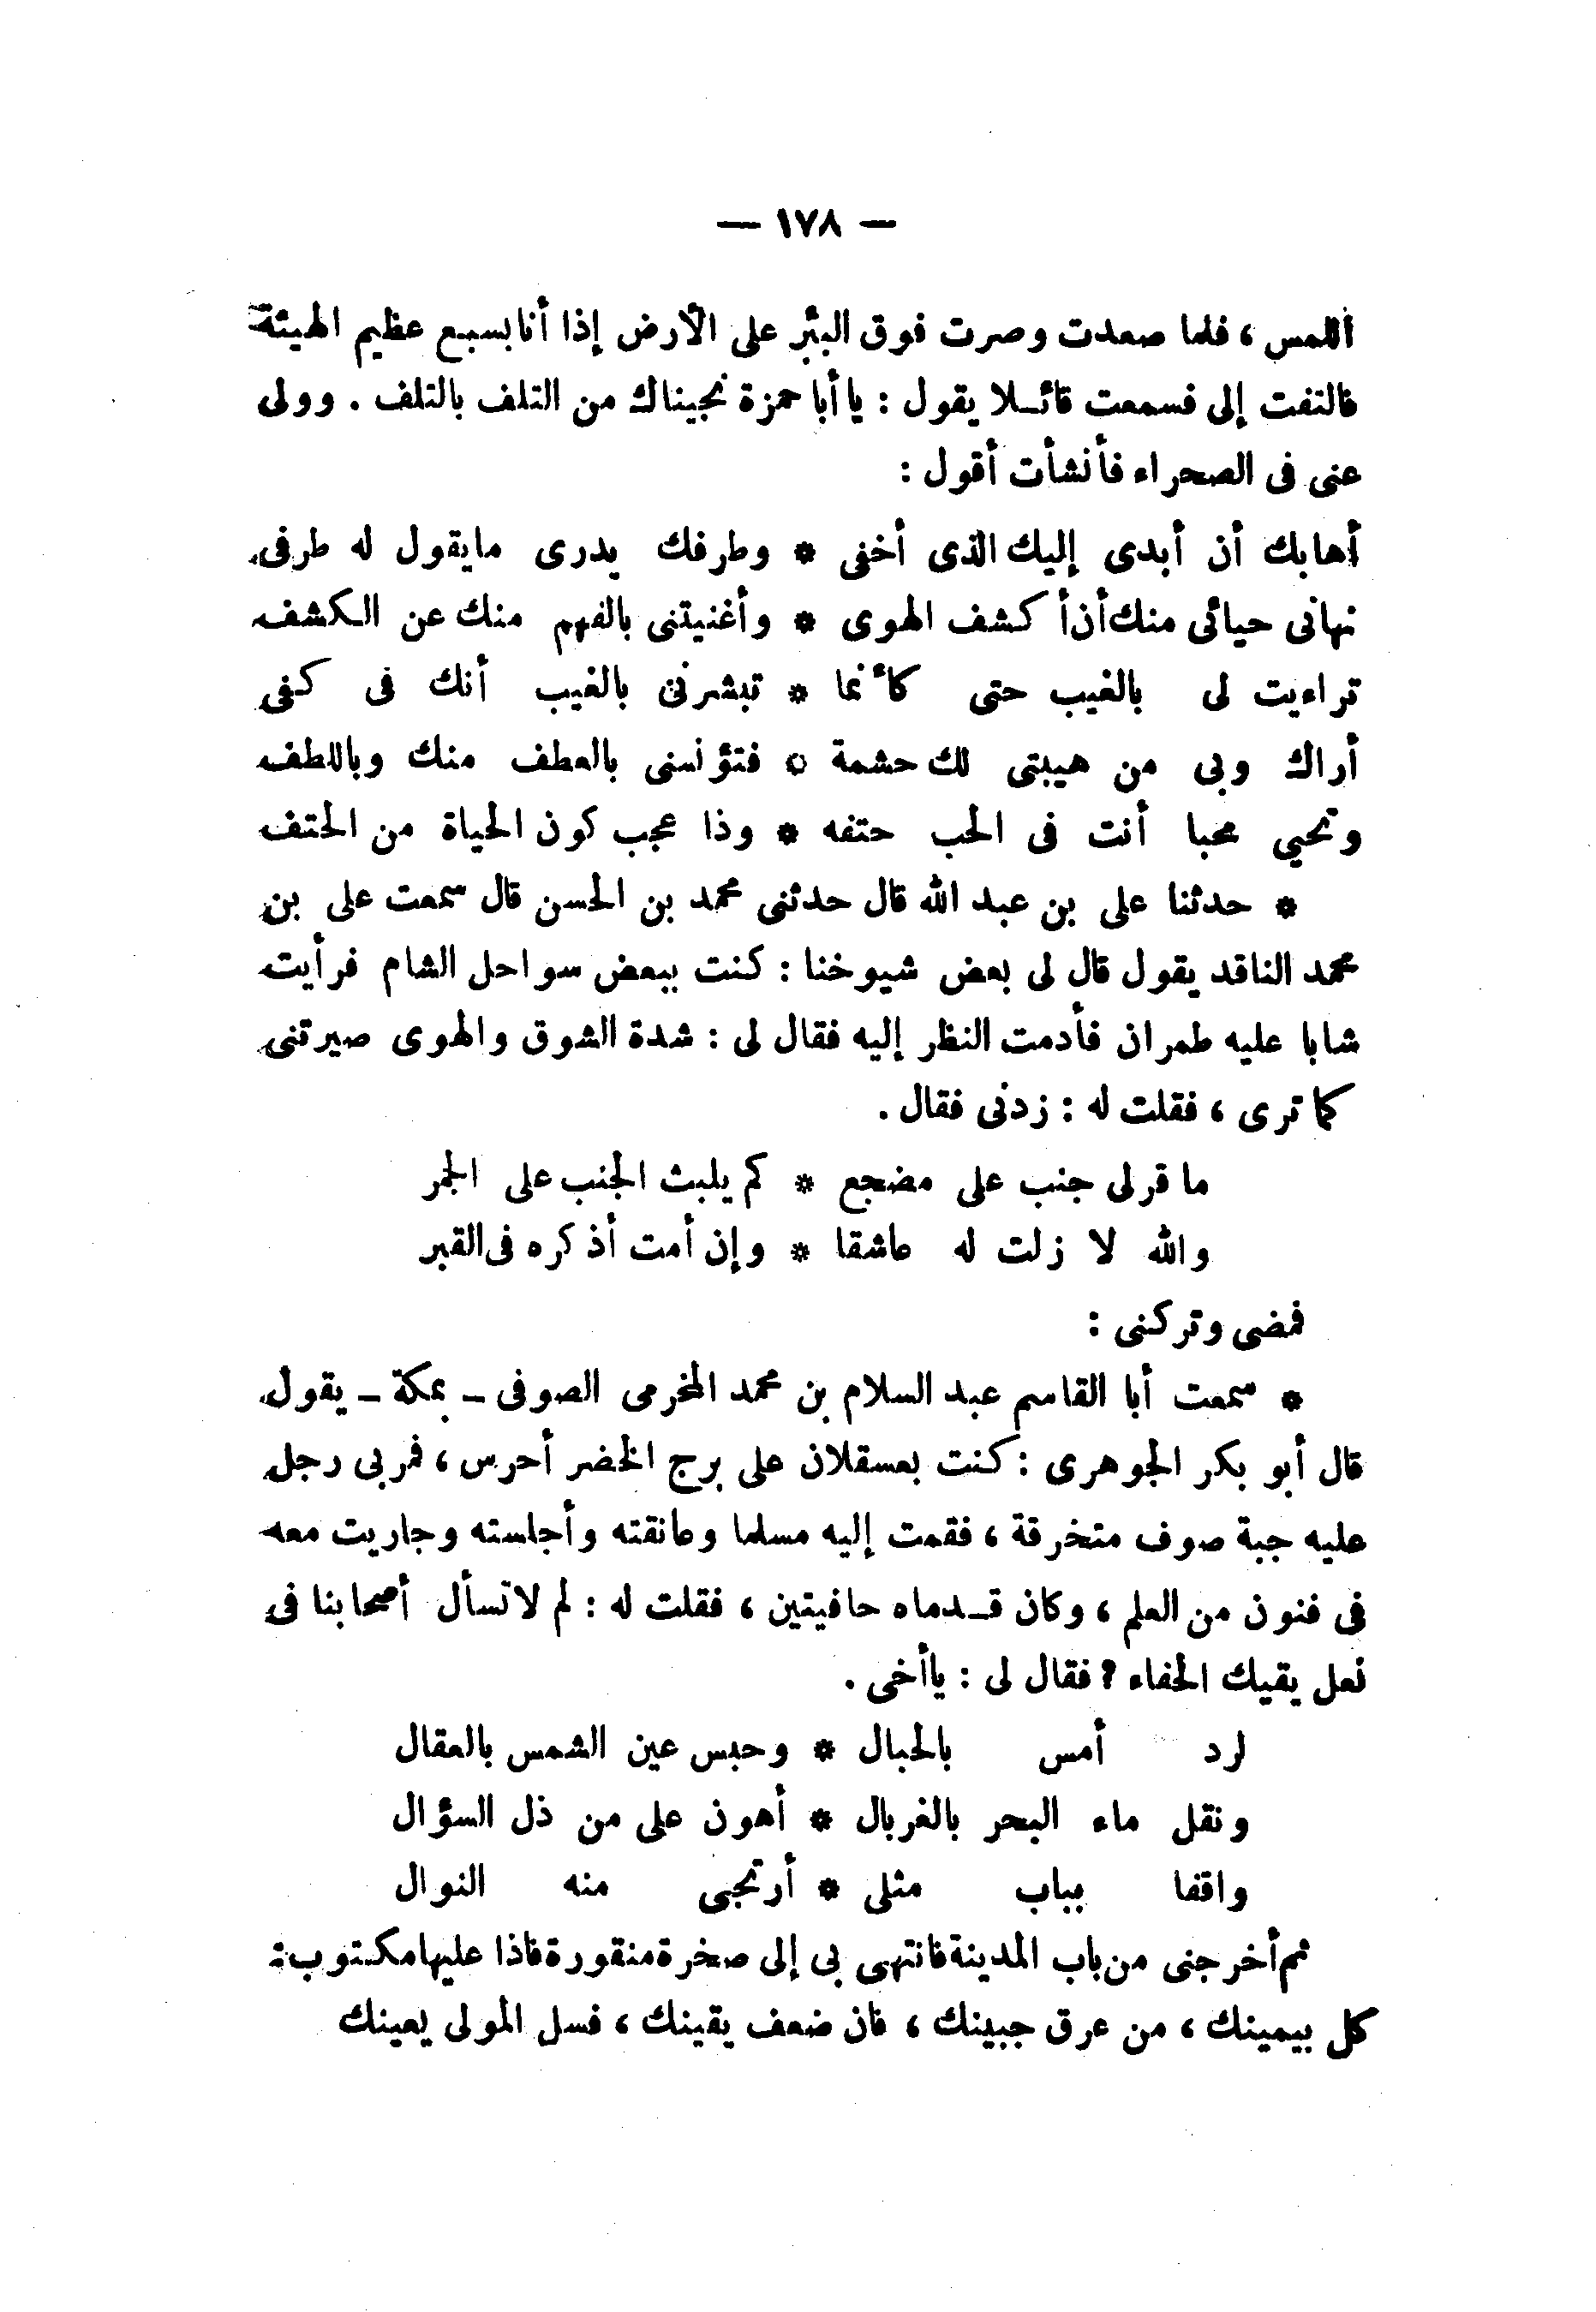 — ١٧٨ —
اللمس ، فلما صعدت وصرت فوق البئر على الأرض إذا أنا بسبع عظيم الهيئة
فالتفت إلى فسمعت قائلا يقول : يا أبا حمزة نجيناك من التلف بالتلف . وولى
عنى فى الصحراء فأنشأت أقول :
أهابك أن أبدى إليك الذى أخفى * وطرفك يدرى مايقول له طرفى
نهانى حيائى منك أن أكشف الهوى * وأغنيتنى بالفهم منك عن الكشف
تراءيت لى بالغيب حتى كأنما * تبشرنى بالغيب أنك فى كفى
أراك وبى من هيبتى لك حشمة * فتؤنسنى بالعطف منك وباللطف
وتحيي محبا أنت فى الحب حتفه * وذا عجب كون الحياة من الحتف
* حدثنا على بن عبد الله قال حدثنى محمد بن الحسن قال سمعت على بن
محمد الناقد يقول قال لى بعض شيوخنا : كنت ببعض سواحل الشام فرأيت
شابا عليه طمران فأدمت النظر إليه فقال لى : شدة الشوق والهوى صيرتنى
كما ترى ، فقلت له : زدنى فقال .
ما قر لى جنب على مضجع * كم يلبث الجنب على الجمر
والله لا زلت له عاشقا * وإن أمت أذكره فى القبر
فمضى وتركنى :
* سمعت أبا القاسم عبد السلام بن محمد المخرمى الصوفى ـ بمكة ـ يقول
قال أبو بكر الجوهرى : كنت بعسقلان على برج الخضر أحرس ، فمر بى رجل
عليه جبة صوف متخرقة ، فقمت إليه مسلما وعانقته وأجلسته وجاريت معه
فى فنون من العلم ، وكان قدماه حافيتين ، فقلت له : لم لا تسأل أصحابنا فى
نعل يقيك الحفاء ؟ فقال لى : يا أخى .
لرد أمس بالحبال * وحبس عين الشمس بالعقال
ونقل ماء البحر بالغربال * أهون على من ذل السؤال
واقفا بباب مثلى * أرتجى منه النوال
ثم أخرجنى من باب المدينة فانتهى بى إلى صخرة منقورة فاذا عليها مكتوب :
كل بيمينك ، من عرق جبينك ، فان ضعف يقينك ، فسل المولى يعينك